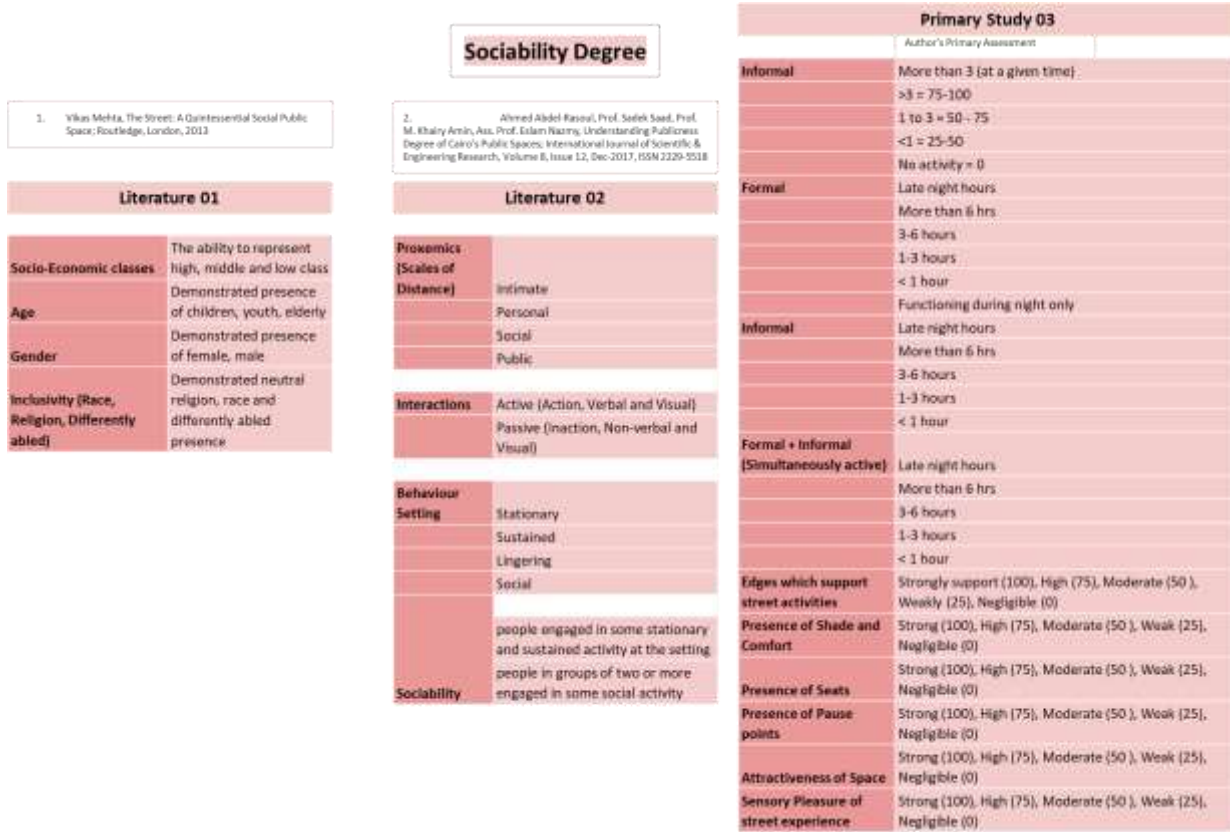 Sociability Degree
1. Vikas Mehta, The Street: A Quintessential Social Public
Space; Routledge, London, 2013
Literature 01
Socio-Economic classes
The ability to represent
high, middle and low class
Age
Demonstrated presence
of children, youth, elderly
Gender
Demonstrated presence
of female, male
Inclusivity (Race,
Religion, Differently
abled)
Demonstrated neutral
religion, race and
differently abled
presence
2. Ahmed Abdel-Rasoul, Prof. Sadek Saad, Prof.
M. Khairy Amin, Ass. Prof. Eslam Nazmy, Understanding Publicness
Degree of Cairo's Public Spaces; International Journal of Scientific &
Engineering Research, Volume 8, Issue 12, Dec-2017, ISSN 2229-5518
Literature 02
Proxemics
(Scales of
Distance)
Intimate
Personal
Social
Public
Interactions
Active (Action, Verbal and Visual)
Passive (Inaction, Non-verbal and
Visual)
Behaviour
Setting
Stationary
Sustained
Lingering
Social
Sociability
people engaged in some stationary
and sustained activity at the setting
people in groups of two or more
engaged in some social activity
Primary Study 03
Author's Primary Assessment
Informal
More than 3 (at a given time)
>3 = 75-100
1 to 3 = 50 - 75
<1 = 25-50
No activity = 0
Formal
Late night hours
More than 6 hrs
3-6 hours
1-3 hours
< 1 hour
Functioning during night only
Informal
Late night hours
More than 6 hrs
3-6 hours
1-3 hours
< 1 hour
Formal + Informal
(Simultaneously active)
Late night hours
More than 6 hrs
3-6 hours
1-3 hours
< 1 hour
Edges which support
street activities
Strongly support (100), High (75), Moderate (50 ),
Weakly (25), Negligible (0)
Presence of Shade and
Comfort
Strong (100), High (75), Moderate (50 ), Weak (25),
Negligible (0)
Presence of Seats
Strong (100), High (75), Moderate (50 ), Weak (25),
Negligible (0)
Presence of Pause
points
Strong (100), High (75), Moderate (50 ), Weak (25),
Negligible (0)
Attractiveness of Space
Strong (100), High (75), Moderate (50 ), Weak (25),
Negligible (0)
Sensory Pleasure of
street experience
Strong (100), High (75), Moderate (50 ), Weak (25),
Negligible (0)